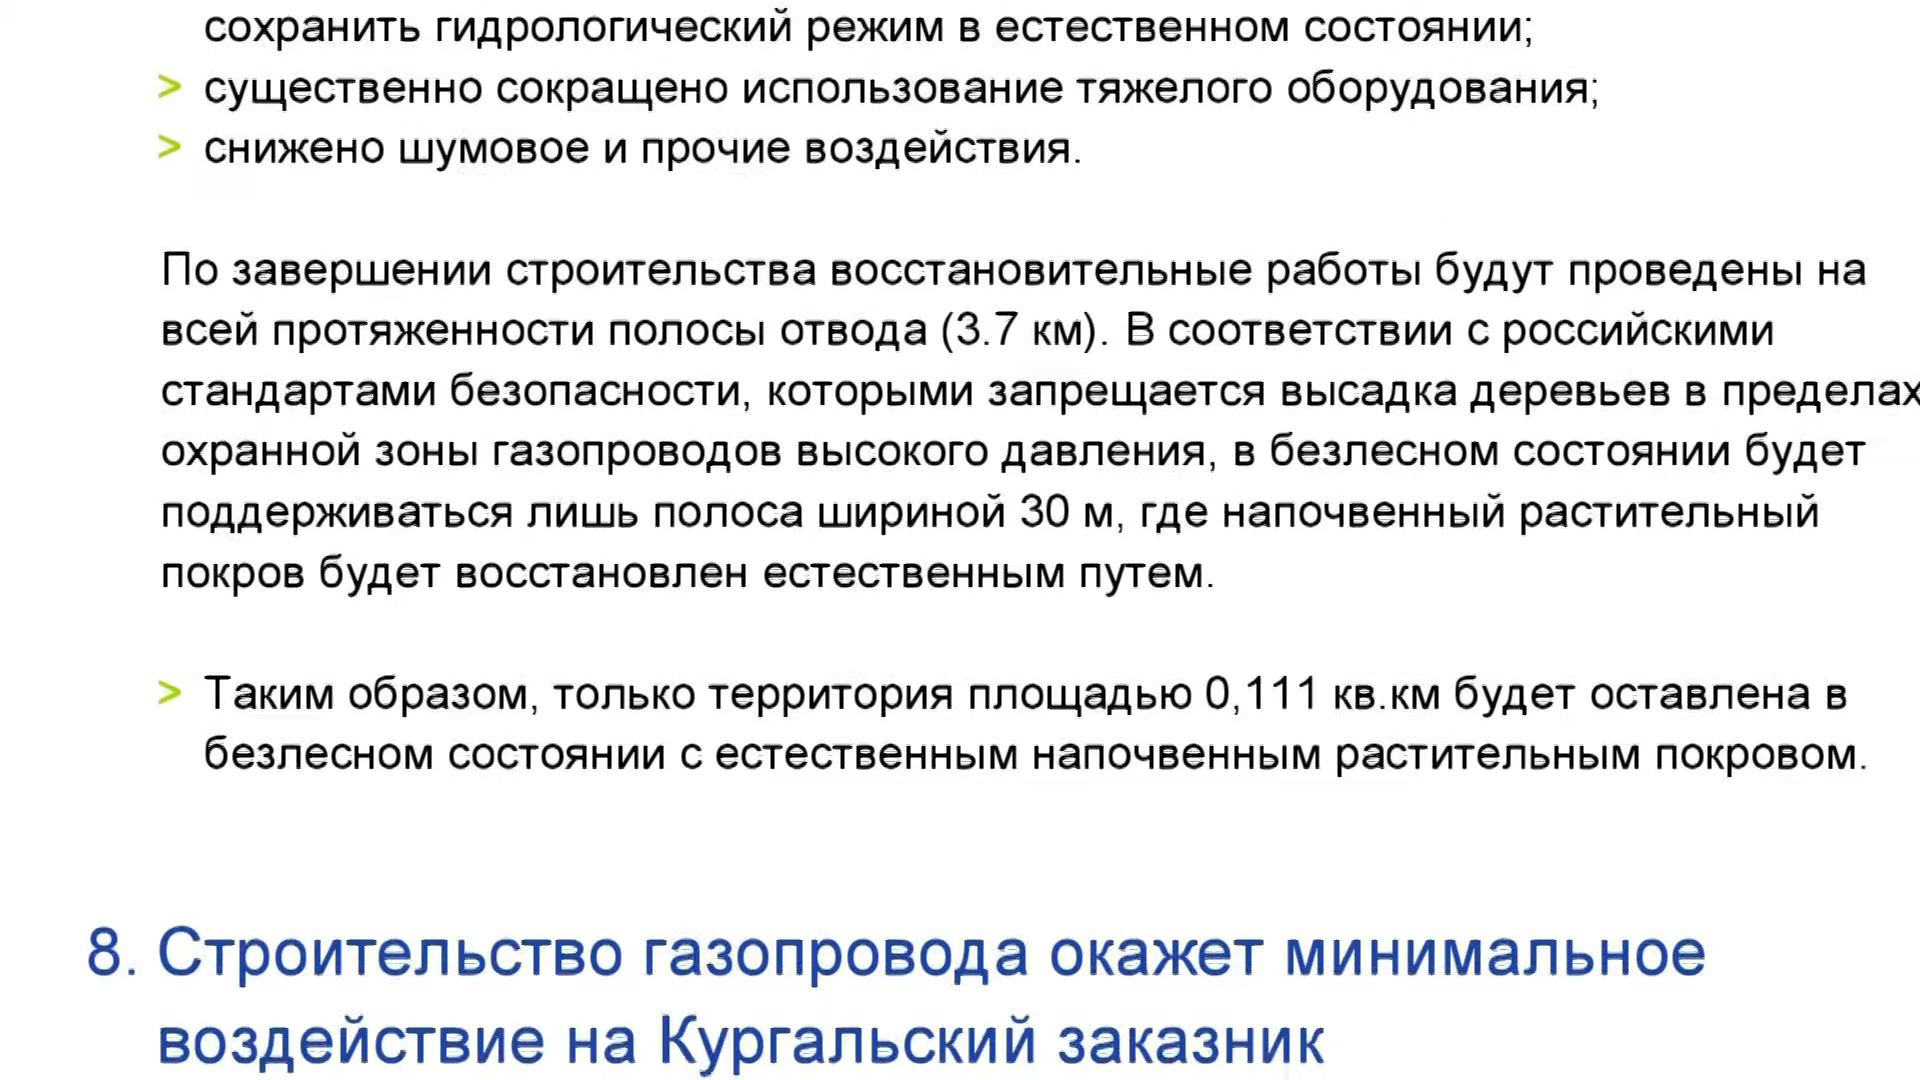 сохранить гидрологический режим в естественном состоянии;
> существенно сокращено использование тяжелого оборудования;
> снижено шумовое и прочие воздействия.
По завершении строительства восстановительные работы будут проведены на
всей протяженности полосы отвода (3.7 км). В соответствии с российскими
стандартами безопасности, которыми запрещается высадка деревьев в пределах
охранной зоны газопроводов высокого давления, в безлесном состоянии будет
поддерживаться лишь полоса шириной 30 м, где напочвенный растительный
покров будет восстановлен естественным путем.
> Таким образом, только территория площадью 0,111 кв.км будет оставлена в
безлесном состоянии с естественным напочвенным растительным покровом.
8. Строительство газопровода окажет минимальное
воздействие на Кургальский заказник